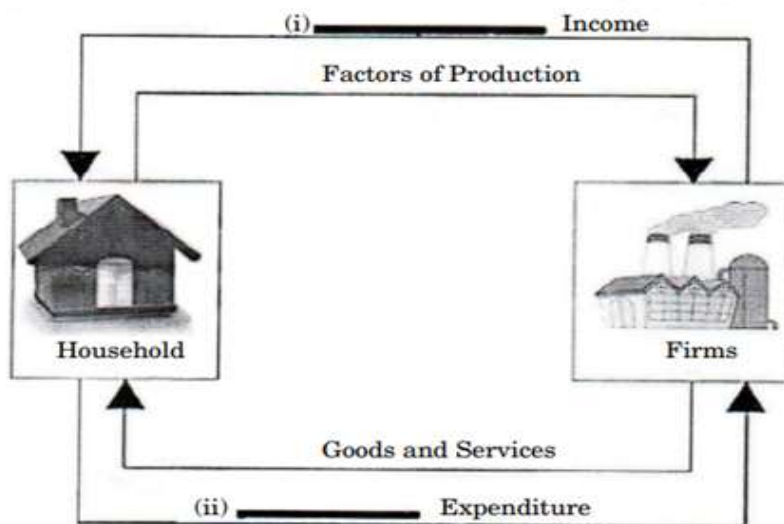 (i) Income
Factors of Production
Household
Firms
Goods and Services
(ii) Expenditure